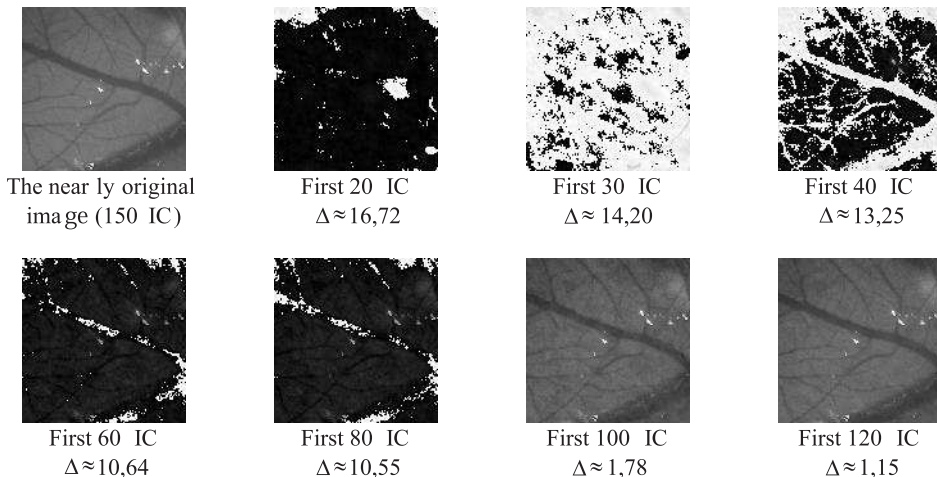 The near ly original
image (150 IC)
First 20 IC
Δ≈16,72
First 30 IC
Δ≈14,20
First 40 IC
Δ≈13,25
First 60 IC
Δ≈10,64
First 80 IC
Δ≈10,55
First 100 IC
Δ≈1,78
First 120 IC
Δ≈1,15